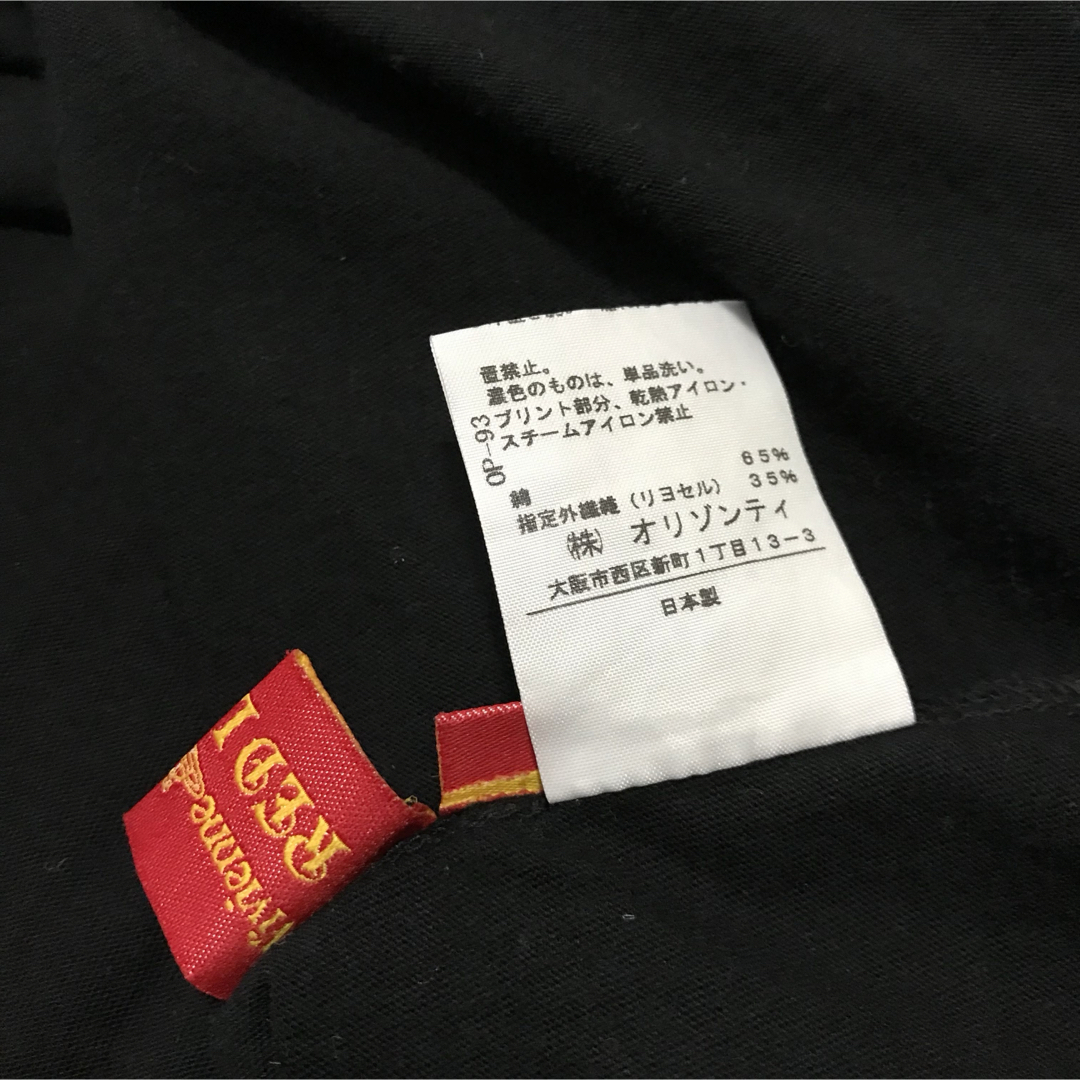 置禁止。
濃色のものは、単品洗い。
プリント部分、乾熱アイロン・
スチームアイロン禁止
OP-93
綿 65%
指定外繊維（リヨセル） 35%
㈱ オリゾンティ
大阪市西区新町1丁目13-3
日本製
RED